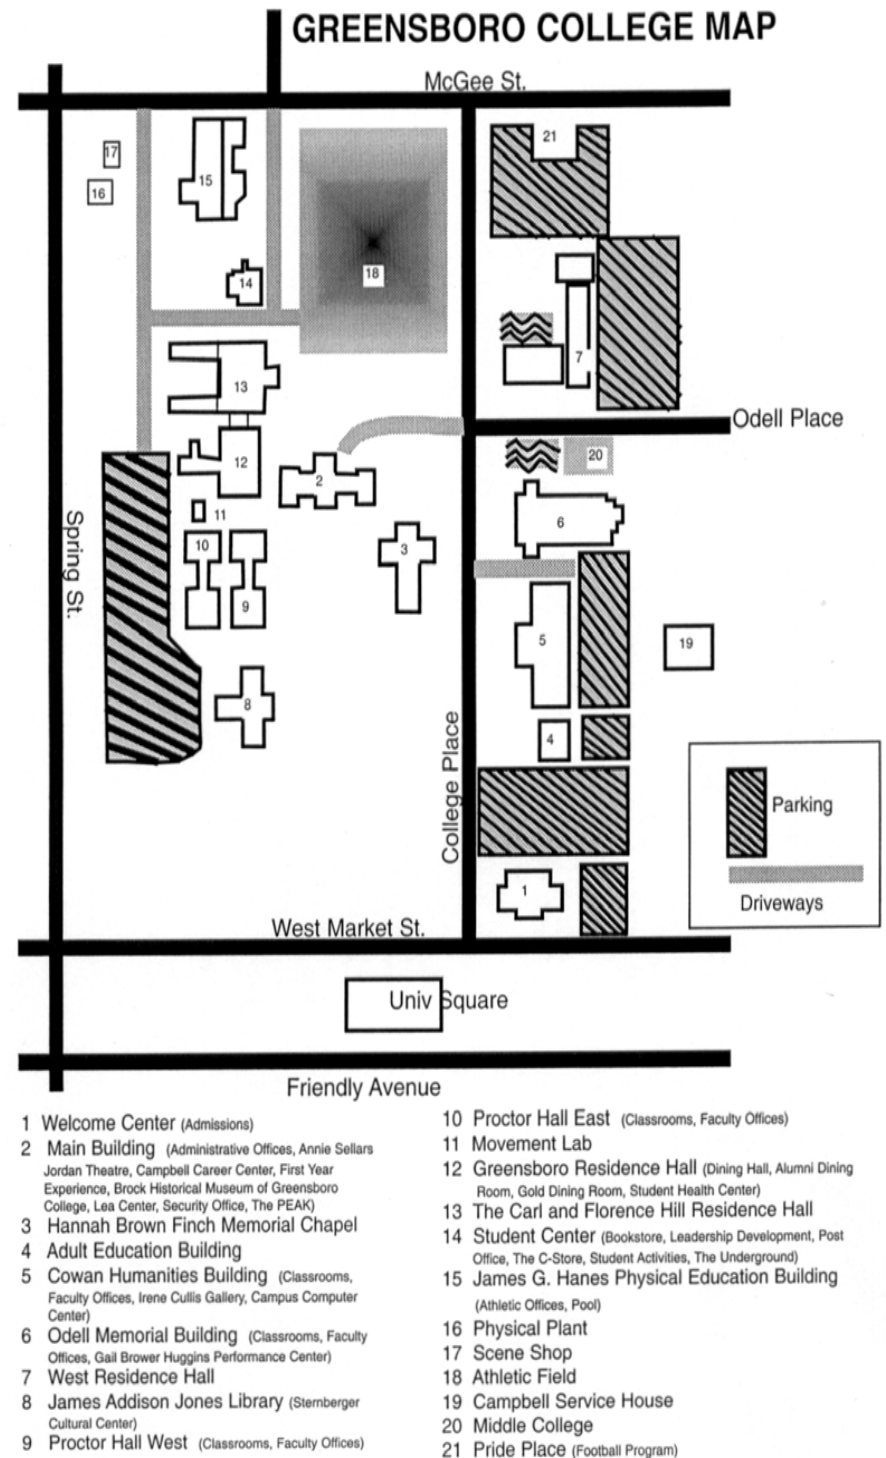 GREENSBORO COLLEGE MAP
McGee St.
21
17
15
16
18
14
7
13
Odell Place
20
12
2
11
6
Spring St.
10
3
9
5
19
8
College Place
4
Parking
1
Driveways
West Market St.
Univ Square
Friendly Avenue
1 Welcome Center (Admissions)
2 Main Building (Administrative Offices, Annie Sellars
Jordan Theatre, Campbell Career Center, First Year
Experience, Brock Historical Museum of Greensboro
College, Lea Center, Security Office, The PEAK)
3 Hannah Brown Finch Memorial Chapel
4 Adult Education Building
5 Cowan Humanities Building (Classrooms,
Faculty Offices, Irene Cullis Gallery, Campus Computer
Center)
6 Odell Memorial Building (Classrooms, Faculty
Offices, Gail Brower Huggins Performance Center)
7 West Residence Hall
8 James Addison Jones Library (Sternberger
Cultural Center)
9 Proctor Hall West (Classrooms, Faculty Offices)
10 Proctor Hall East (Classrooms, Faculty Offices)
11 Movement Lab
12 Greensboro Residence Hall (Dining Hall, Alumni Dining
Room, Gold Dining Room, Student Health Center)
13 The Carl and Florence Hill Residence Hall
14 Student Center (Bookstore, Leadership Development, Post
Office, The C-Store, Student Activities, The Underground)
15 James G. Hanes Physical Education Building
(Athletic Offices, Pool)
16 Physical Plant
17 Scene Shop
18 Athletic Field
19 Campbell Service House
20 Middle College
21 Pride Place (Football Program)